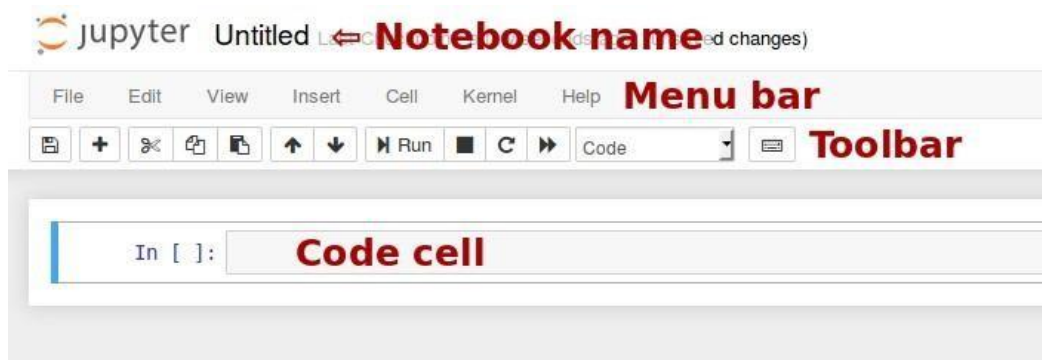 jupyter Untitled ⇐ Notebook name d changes)
File Edit View Insert Cell Kernel Help Menu bar
Run Code Toolbar
In [ ]: Code cell